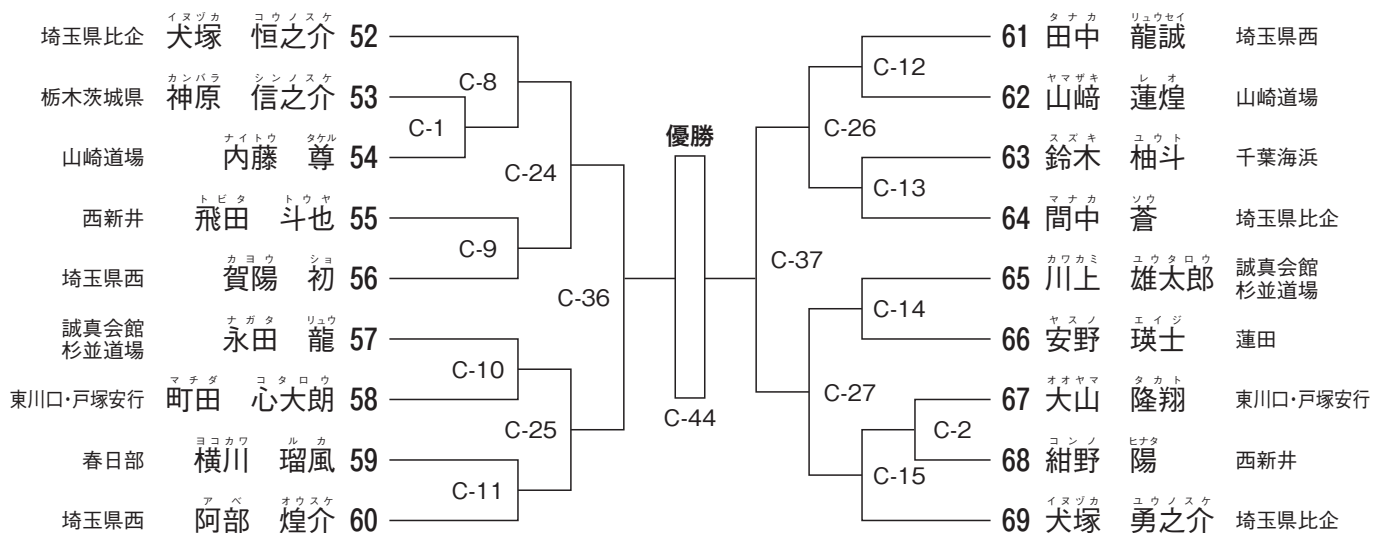 イヌヅカ コウノスケ
埼玉県比企 犬塚 恒之介 52
カンバラ シンノスケ
栃木茨城県 神原 信之介 53
ナイトウ タケル
山崎道場 内藤 尊 54
トビタ トウヤ
西新井 飛田 斗也 55
カヨウ ショ
埼玉県西 賀陽 初 56
ナガタ リュウ
誠真会館
杉並道場 永田 龍 57
マチダ コタロウ
東川口・戸塚安行 町田 心大朗 58
ヨコカワ ルカ
春日部 横川 瑠風 59
アベ オウスケ
埼玉県西 阿部 煌介 60
C-8
C-1
C-24
C-9
C-36
C-10
C-25
C-11
優勝
C-44
C-12
C-26
C-13
C-37
C-14
C-27
C-2
C-15
タナカ リュウセイ
61 田中 龍誠 埼玉県西
ヤマザキ レオ
62 山﨑 蓮煌 山崎道場
スズキ ユウト
63 鈴木 柚斗 千葉海浜
マナカ ソウ
64 間中 蒼 埼玉県比企
カワカミ ユウタロウ
65 川上 雄太郎 誠真会館
杉並道場
ヤスノ エイジ
66 安野 瑛士 蓮田
オオヤマ タカト
67 大山 隆翔 東川口・戸塚安行
コンノ ヒナタ
68 紺野 陽 西新井
イヌヅカ ユウノスケ
69 犬塚 勇之介 埼玉県比企